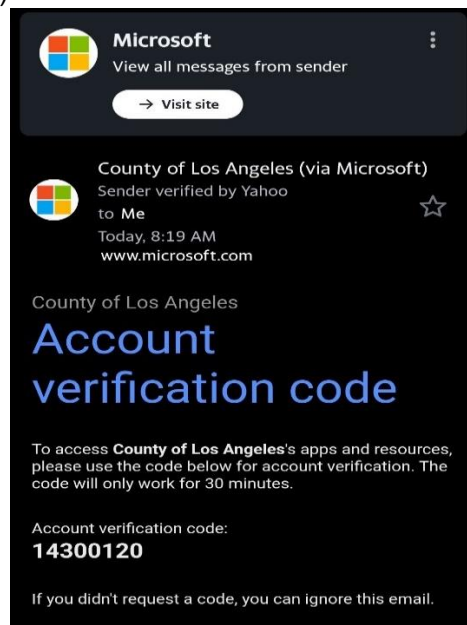 )
Microsoft
View all messages from sender
→ Visit site
County of Los Angeles (via Microsoft)
Sender verified by Yahoo
to Me
Today, 8:19 AM
www.microsoft.com
County of Los Angeles
Account
verification code
To access County of Los Angeles's apps and resources,
please use the code below for account verification. The
code will only work for 30 minutes.
Account verification code:
14300120
If you didn't request a code, you can ignore this email.